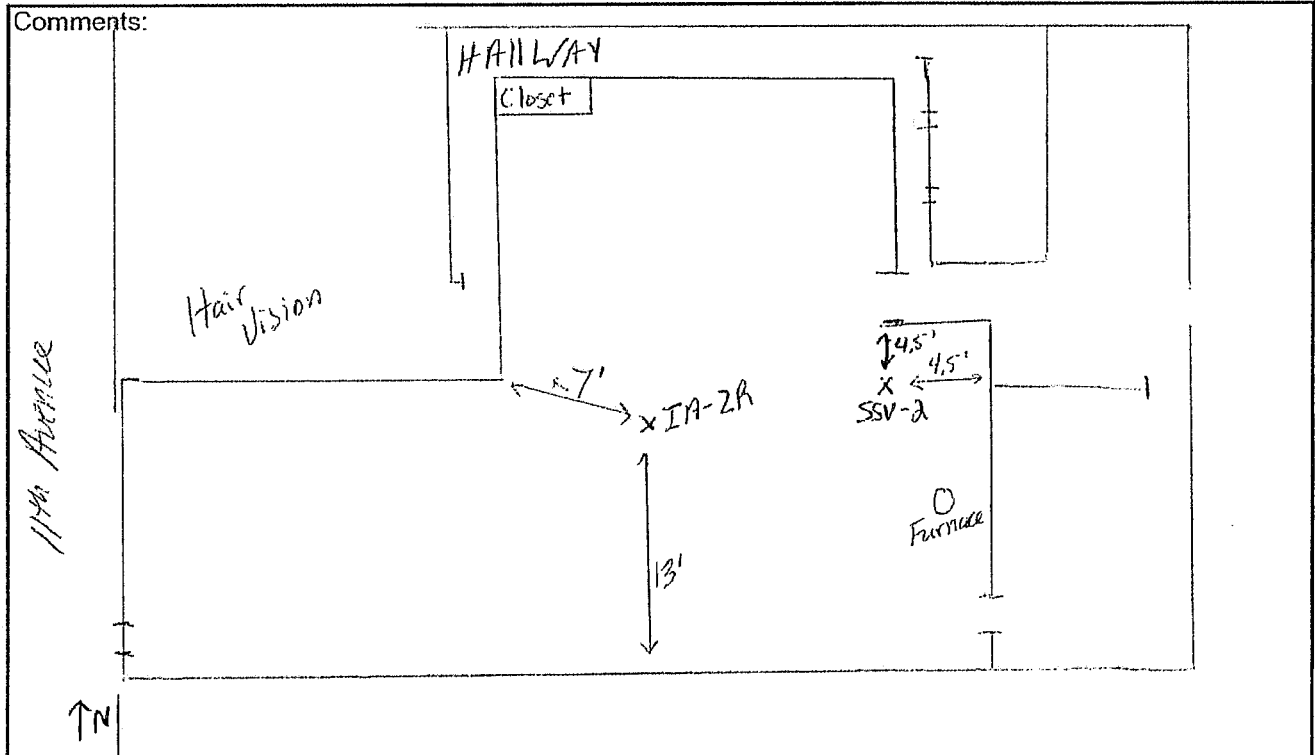 Comments:
HAllWAY
Closet
Hair
Vision
11th Avenue
7'
x IA-2R
4.5'
4.5'
x
SSV-2
Furnace
13'
↑N